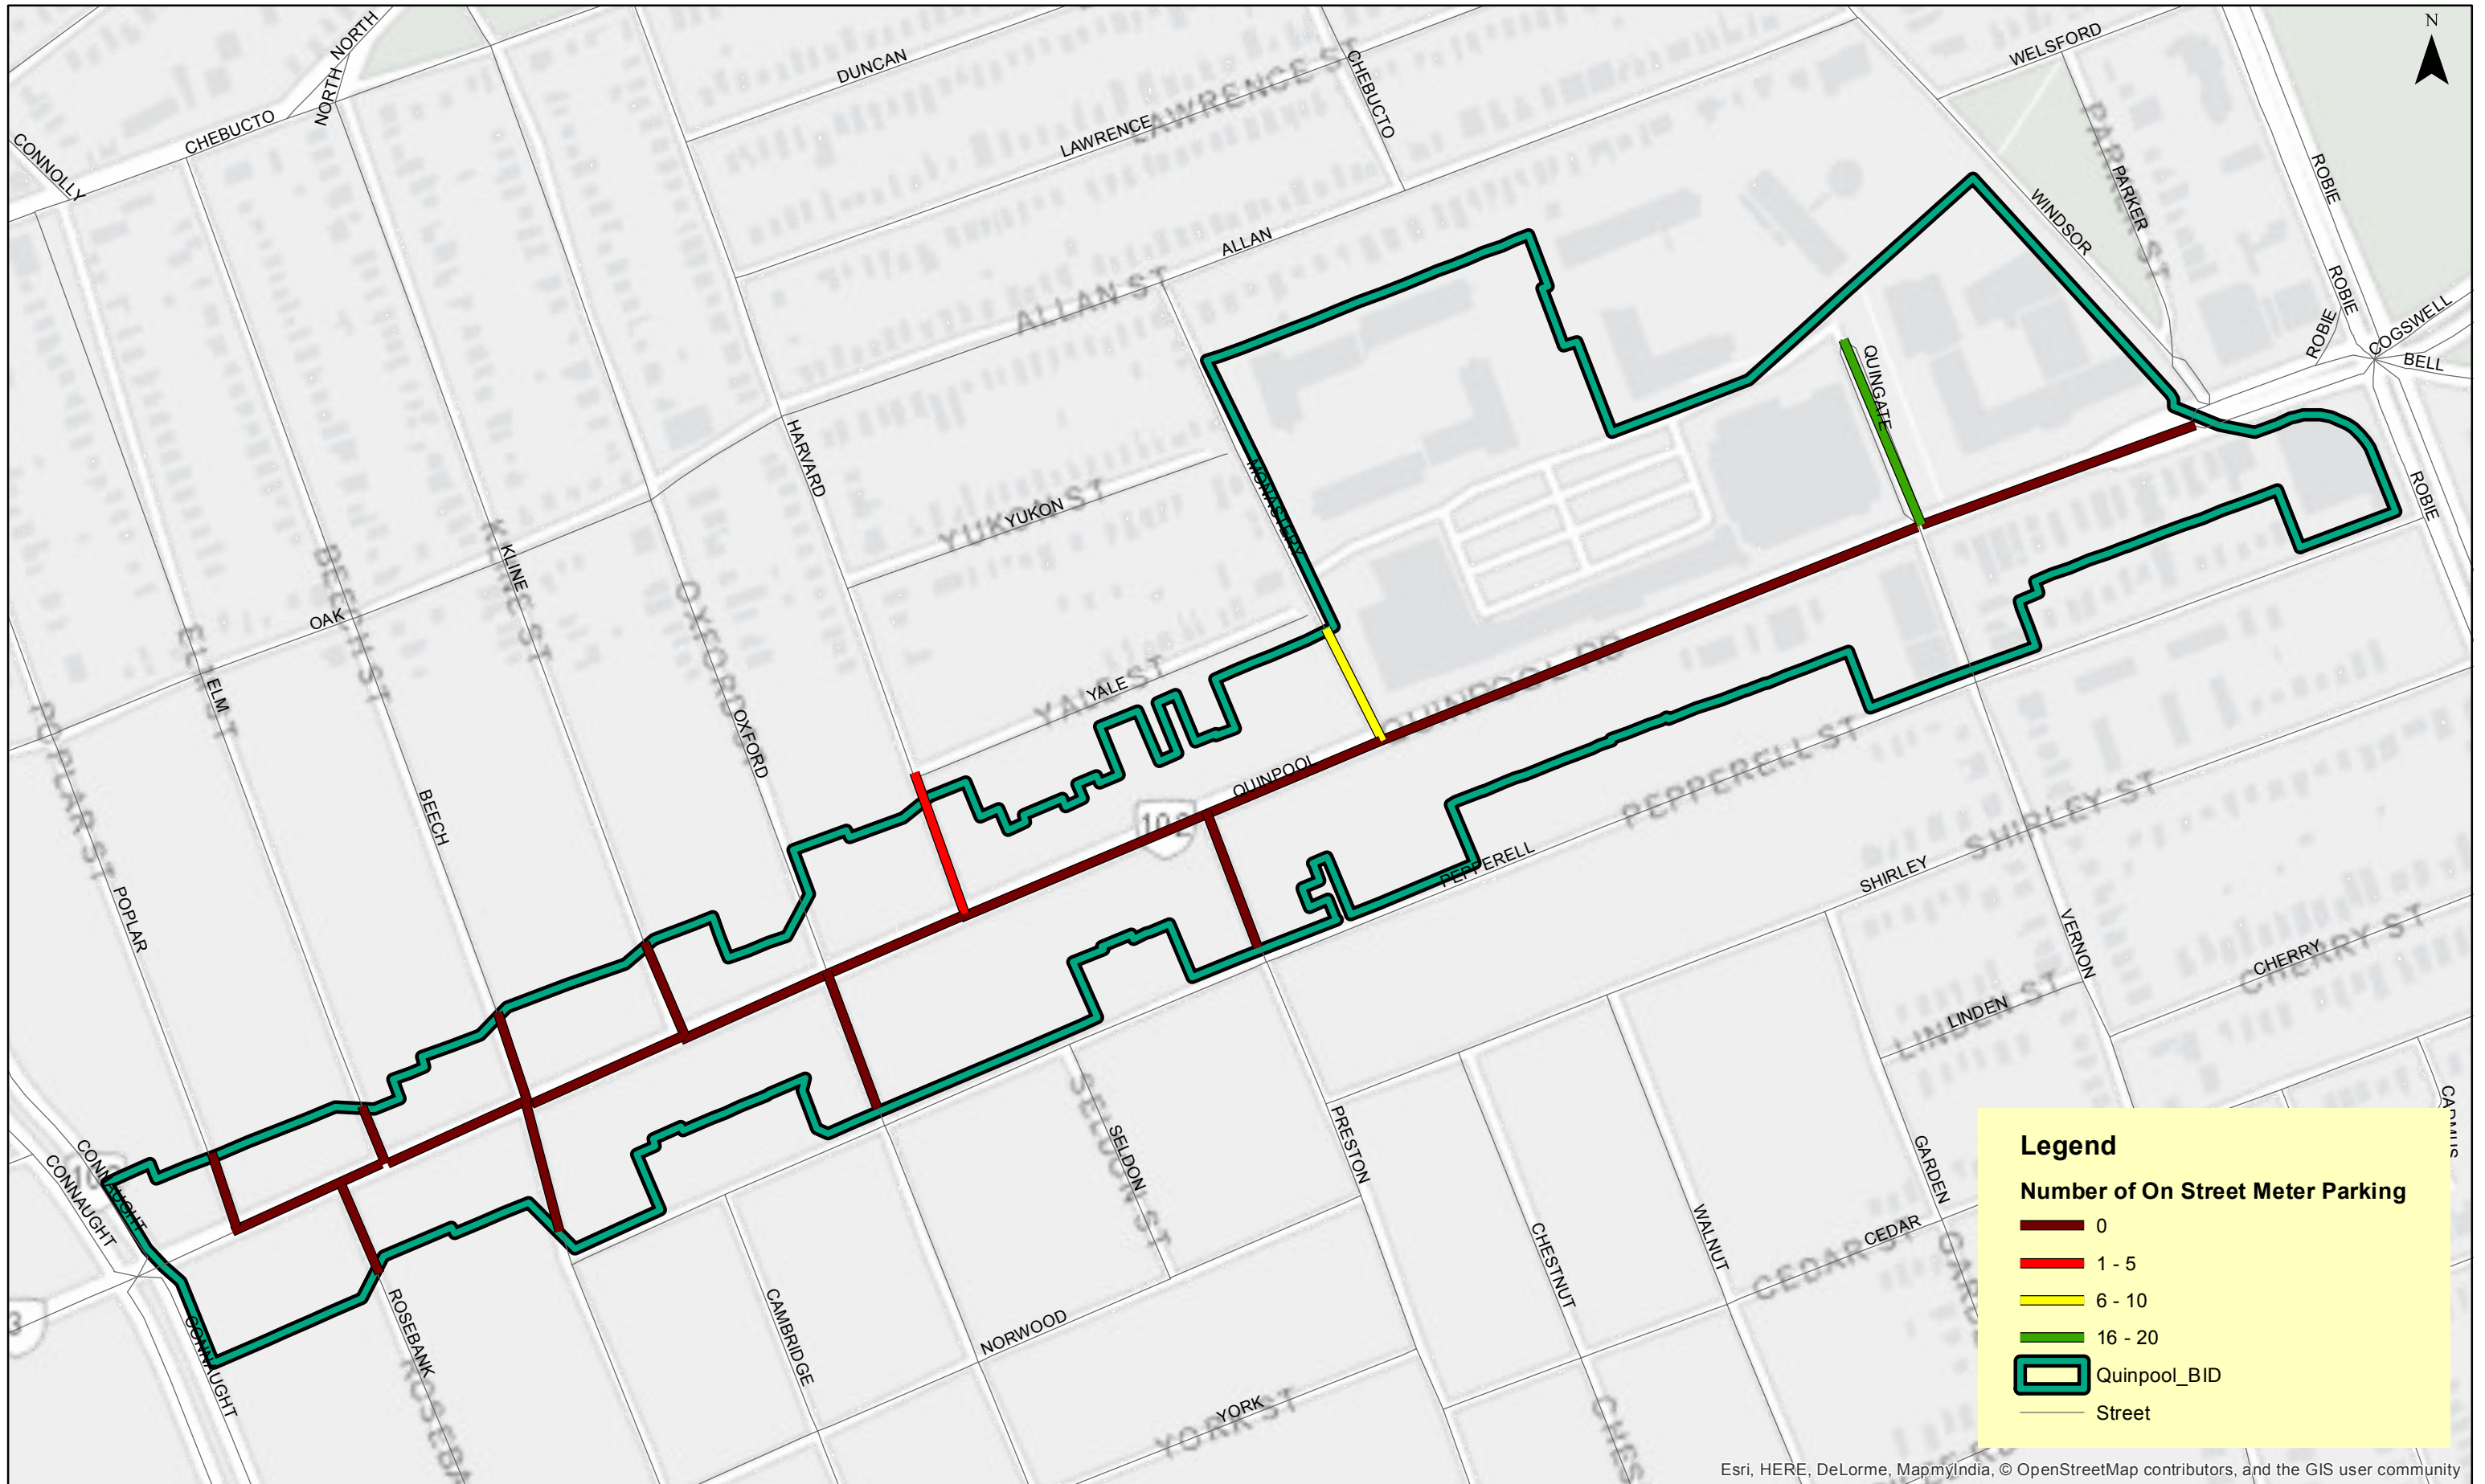 N
NORTH
NORTH
CHEBUCTO
CONNOLLY
DUNCAN
LAWRENCE ST
LAWRENCE
CHEBUCTO
WELSFORD
PARKER ST
PARKER
ROBIE
WINDSOR
ROBIE
ROBIE
COGSWELL
BELL
ROBIE
ALLAN
ALLAN ST
HARVARD
MONASTERY
QUINGATE
YUKON ST
YUKON
OAK
KLINE ST
KLINE
BEECH ST
BEECH
ELM ST
ELM
OXFORD ST
OXFORD
POPLAR ST
POPLAR
YALE ST
YALE
QUINPOOL RD
QUINPOOL
102
PEPPERELL ST
PEPPERELL
SHIRLEY ST
SHIRLEY
VERNON
CHERRY ST
CHERRY
LINDEN ST
LINDEN
SELDON ST
SELDON
PRESTON
GARDEN
CADMUS
CONNAUGHT
CONNAUGHT
CONNAUGHT
3
ROSEBANK
CAMBRIDGE
NORWOOD
CHESTNUT
WALNUT
CEDAR ST
CEDAR
YORK ST
YORK
Legend
Number of On Street Meter Parking
0
1 - 5
6 - 10
16 - 20
Quinpool_BID
Street
Esri, HERE, DeLorme, MapmyIndia, © OpenStreetMap contributors, and the GIS user community